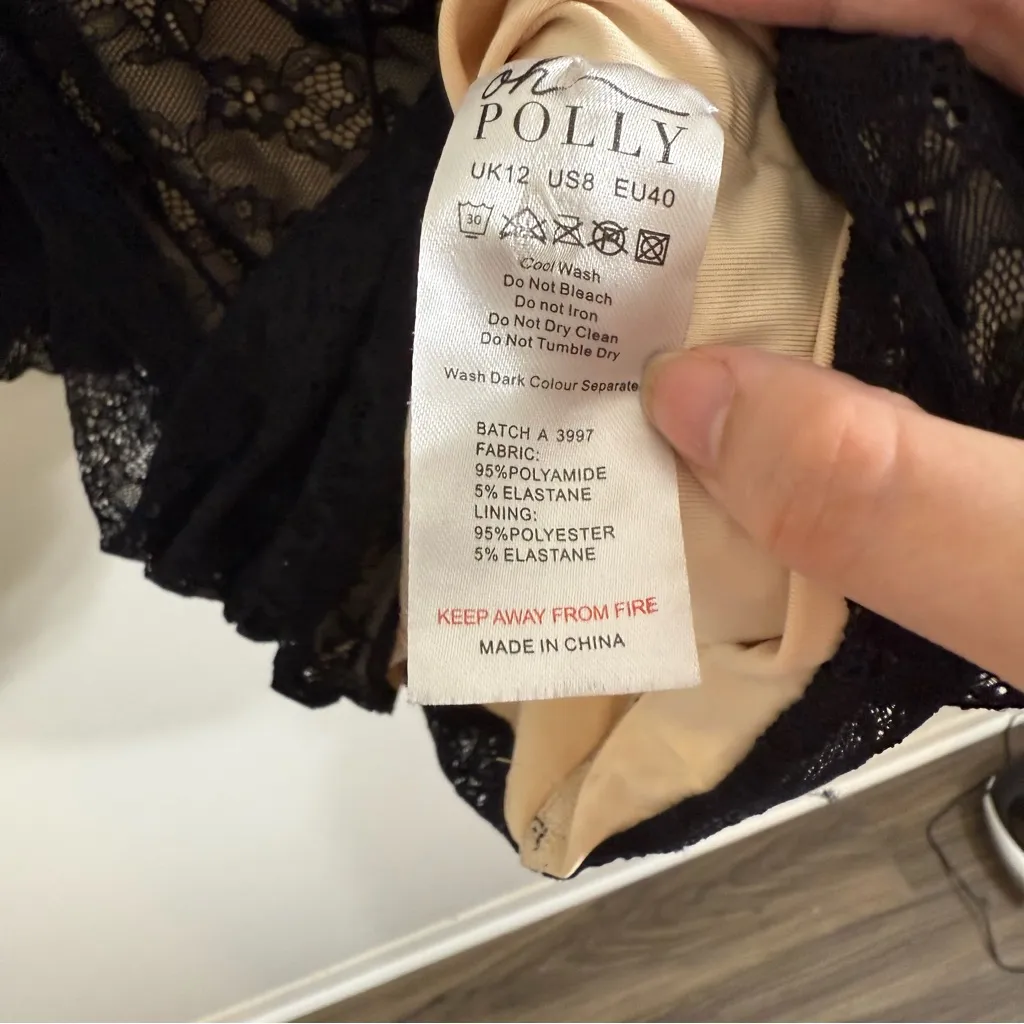 oh
POLLY
UK12 US8 EU40
30
Cool Wash
Do Not Bleach
Do not Iron
Do Not Dry Clean
Do Not Tumble Dry
Wash Dark Colour Separate
BATCH A 3997
FABRIC:
95%POLYAMIDE
5% ELASTANE
LINING:
95%POLYESTER
5% ELASTANE
KEEP AWAY FROM FIRE
MADE IN CHINA